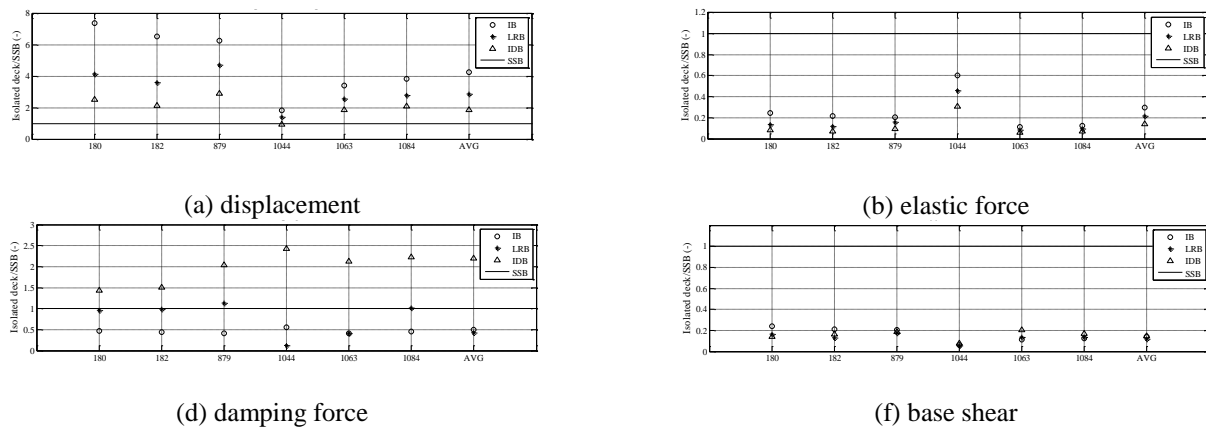 8
6
4
2
0
Isolated deck/SSB (-)
180 182 879 1044 1063 1084 AVG
IB
LRB
IDB
SSB
(a) displacement
1
0.8
0.6
0.4
0.2
0
Isolated deck/SSB (-)
180 182 879 1044 1063 1084 AVG
IB
LRB
IDB
SSB
(b) elastic force
3
2.5
2
1.5
1
0.5
0
Isolated deck/SSB (-)
180 182 879 1044 1063 1084 AVG
IB
LRB
IDB
SSB
(d) damping force
1
0.8
0.6
0.4
0.2
0
Isolated deck/SSB (-)
180 182 879 1044 1063 1084 AVG
IB
LRB
IDB
SSB
(f) base shear